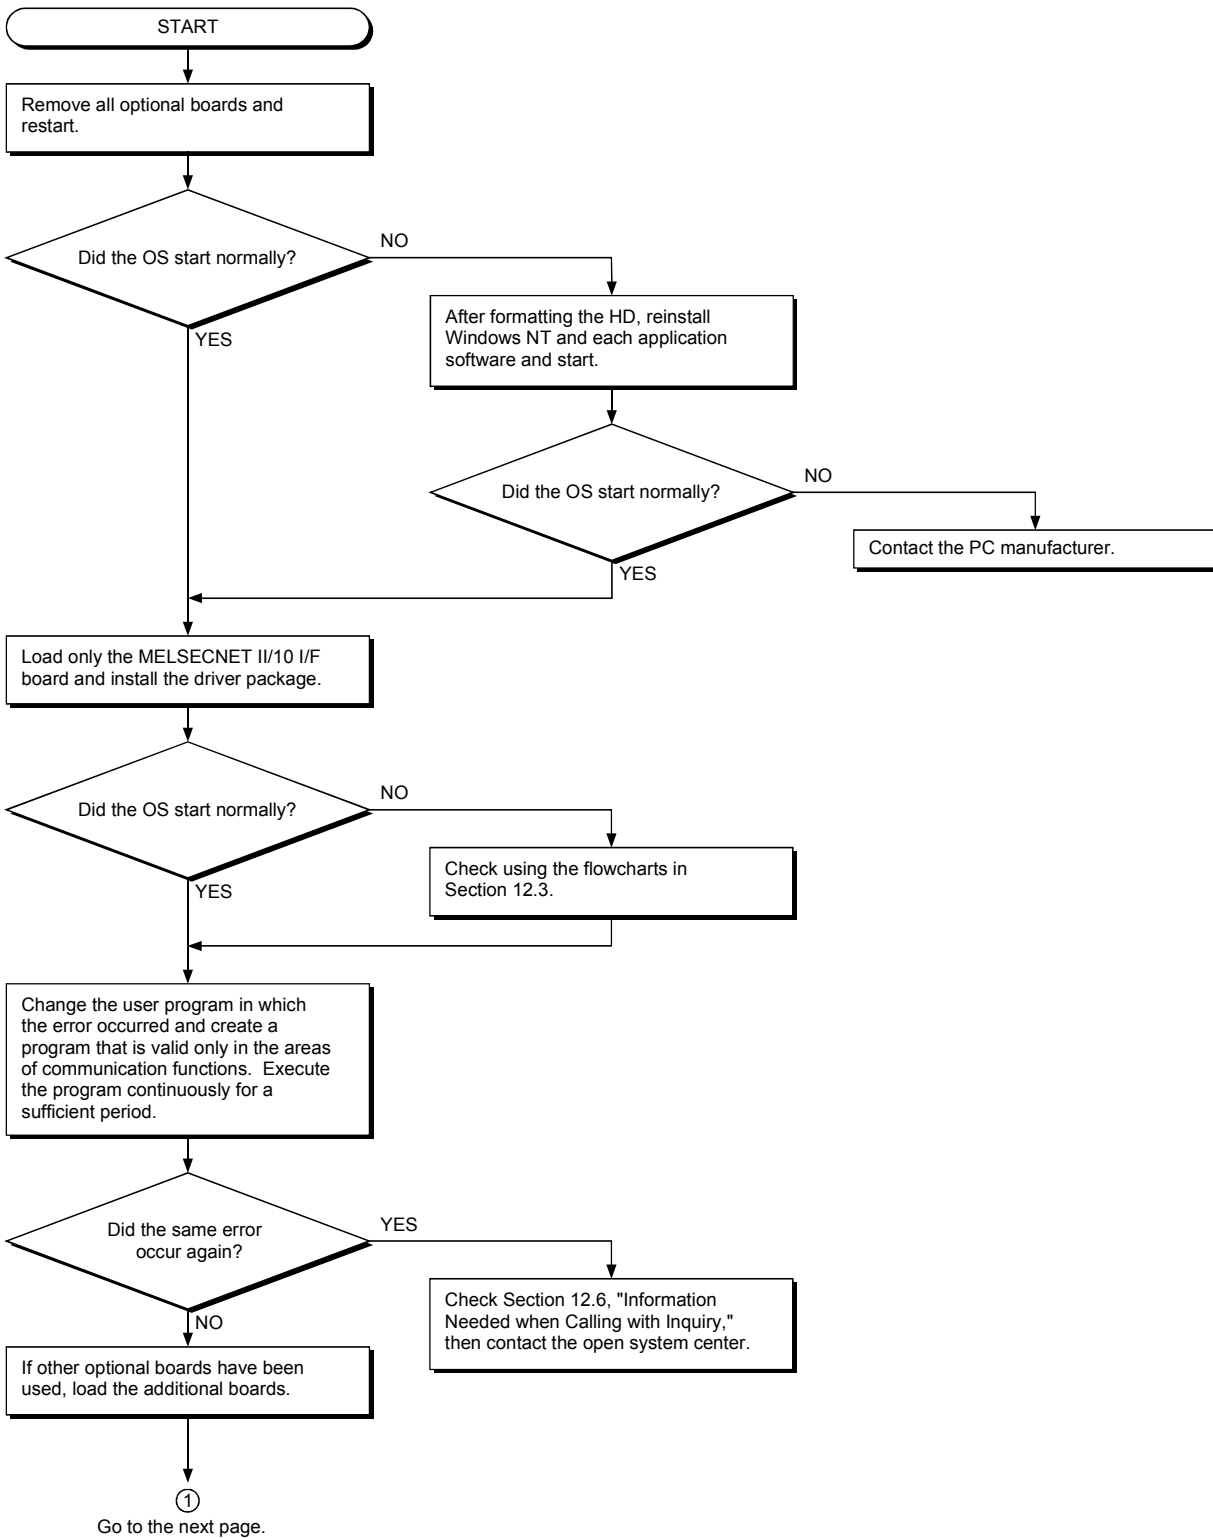 START
Remove all optional boards and
restart.
Did the OS start normally?
NO
YES
After formatting the HD, reinstall
Windows NT and each application
software and start.
Did the OS start normally?
NO
YES
Contact the PC manufacturer.
Load only the MELSECNET II/10 I/F
board and install the driver package.
Did the OS start normally?
NO
YES
Check using the flowcharts in
Section 12.3.
Change the user program in which
the error occurred and create a
program that is valid only in the areas
of communication functions.  Execute
the program continuously for a
sufficient period.
Did the same error
occur again?
YES
NO
Check Section 12.6, "Information
Needed when Calling with Inquiry,"
then contact the open system center.
If other optional boards have been
used, load the additional boards.
1
Go to the next page.